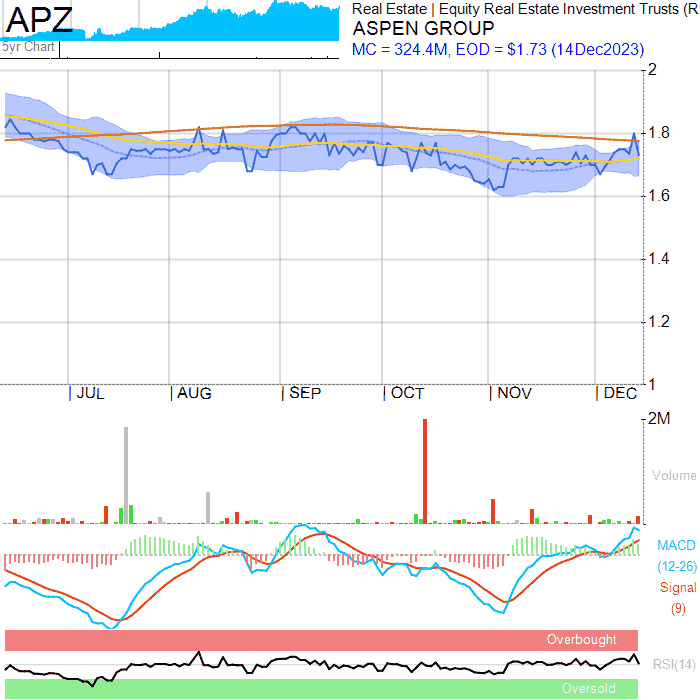 APZ
5yr Chart
Real Estate | Equity Real Estate Investment Trusts (R
ASPEN GROUP
MC = 324.4M, EOD = $1.73 (14Dec2023)
2
1.8
1.6
1.4
1.2
1
JUL AUG SEP OCT NOV DEC
2M
Volume
MACD
(12-26)
Signal
(9)
Overbought
RSI(14)
Oversold